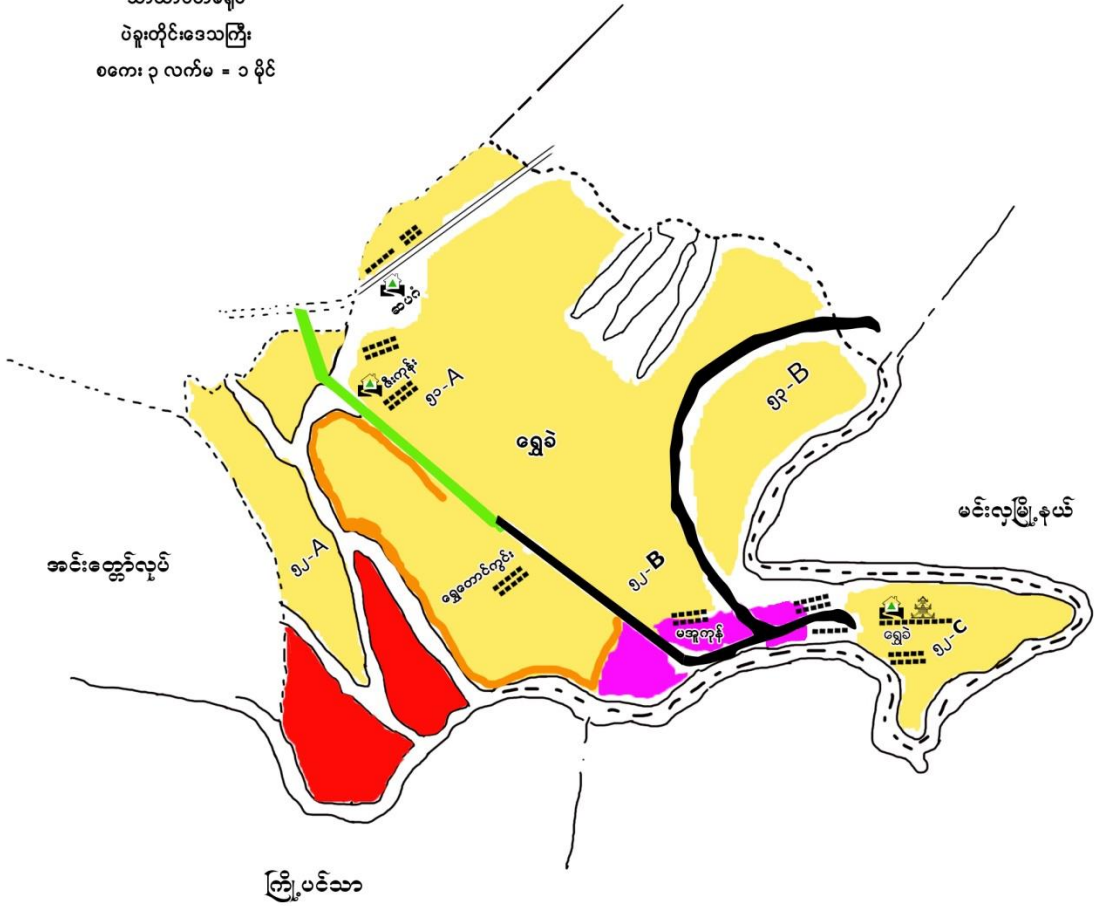 ပဲခူးတိုင်းဒေသကြီး
စကေး ၃ လက်မ = ၁ မိုင်
ဆပဂါ
ဇီးကုန်း
၅၁-A
ရွှေခဲ
၅၃-B
မင်းလှမြို့နယ်
အင်းတ္တော်လုပ်
၅၂-A
ရွှေတောင်ကွင်း
၅၂-B
မအူကုန်
ရွှေခဲ
၅၂-C
ကြို့ပင်သာ